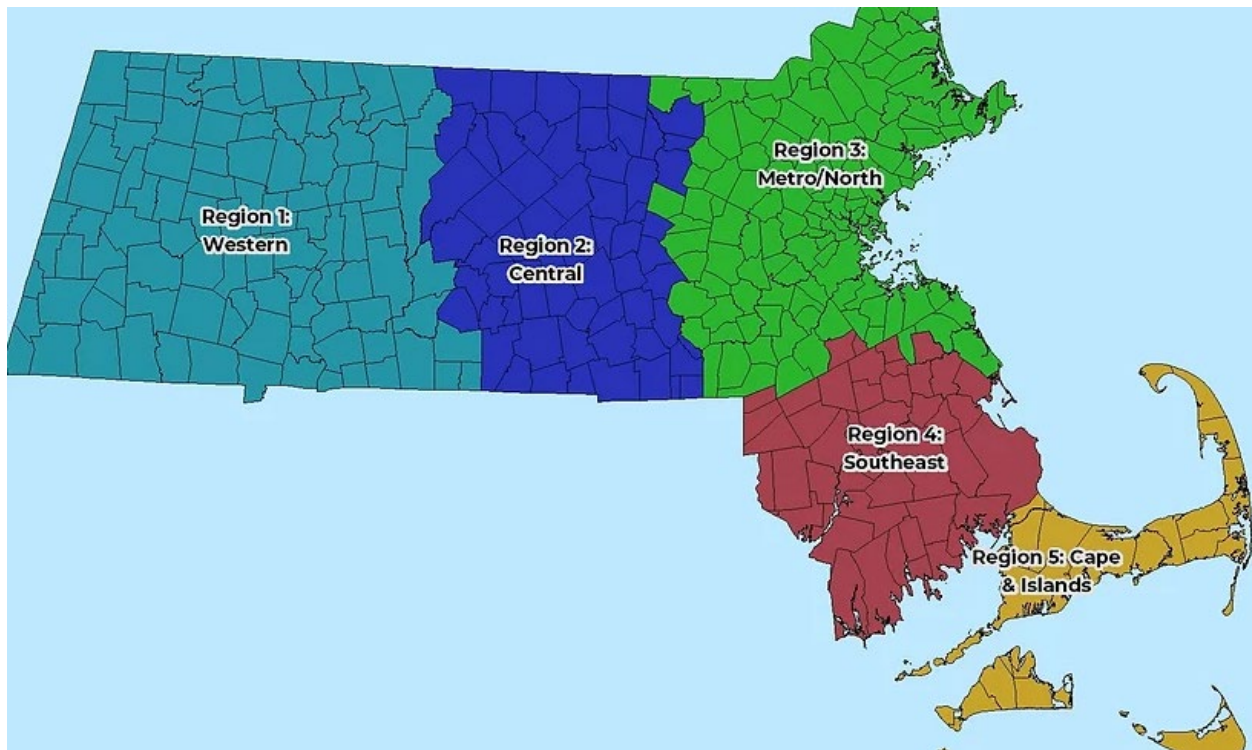 Region 1:
Western
Region 2:
Central
Region 3:
Metro/North
Region 4:
Southeast
Region 5: Cape
& Islands